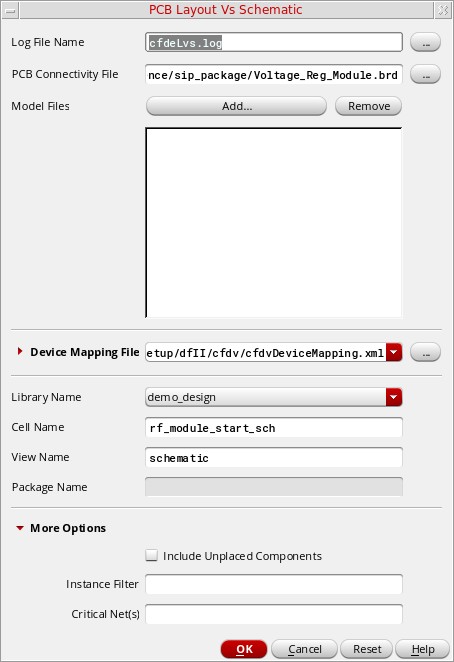 PCB Layout Vs Schematic
Log File Name cfdeLvs.log ...
PCB Connectivity File nce/sip_package/Voltage_Reg_Module.brd ...
Model Files Add... Remove
Device Mapping File etup/dfII/cfdv/cfdvDeviceMapping.xml ...
Library Name demo_design
Cell Name rf_module_start_sch
View Name schematic
Package Name
More Options
Include Unplaced Components
Instance Filter
Critical Net(s)
OK Cancel Reset Help